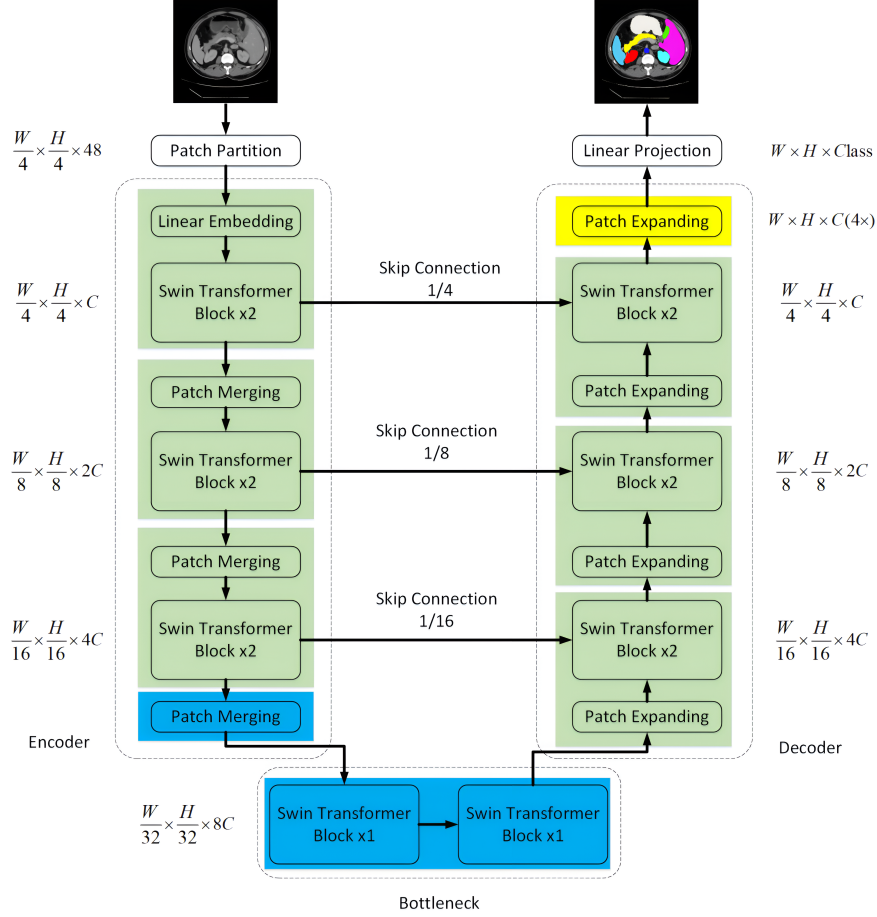 W/4 × H/4 × 48
Patch Partition
Linear Projection
W × H × Class
Linear Embedding
Patch Expanding
W × H × C(4×)
Skip Connection
1/4
W/4 × H/4 × C
Swin Transformer
Block x2
Swin Transformer
Block x2
W/4 × H/4 × C
Patch Merging
Patch Expanding
Skip Connection
1/8
W/8 × H/8 × 2C
Swin Transformer
Block x2
Swin Transformer
Block x2
W/8 × H/8 × 2C
Patch Merging
Patch Expanding
Skip Connection
1/16
W/16 × H/16 × 4C
Swin Transformer
Block x2
Swin Transformer
Block x2
W/16 × H/16 × 4C
Patch Merging
Patch Expanding
Encoder
Decoder
W/32 × H/32 × 8C
Swin Transformer
Block x1
Swin Transformer
Block x1
Bottleneck